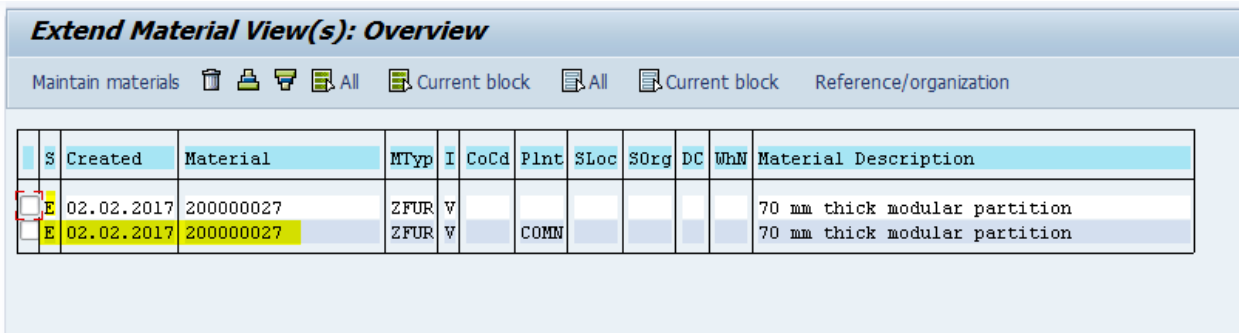 Extend Material View(s): Overview
Maintain materials All Current block All Current block Reference/organization
S Created Material MTyp I CoCd Plnt SLoc SOrg DC WhN Material Description
E 02.02.2017 200000027 ZFUR V 70 mm thick modular partition
E 02.02.2017 200000027 ZFUR V COMN 70 mm thick modular partition